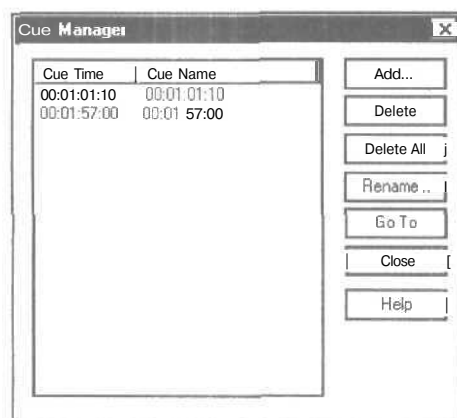 Cue Manager
Cue Time | Cue Name
00:01:01:10 00:01:01:10
00:01:57:00 00:01 57:00
Add...
Delete
Delete All
Rename ..
Go To
Close
Help